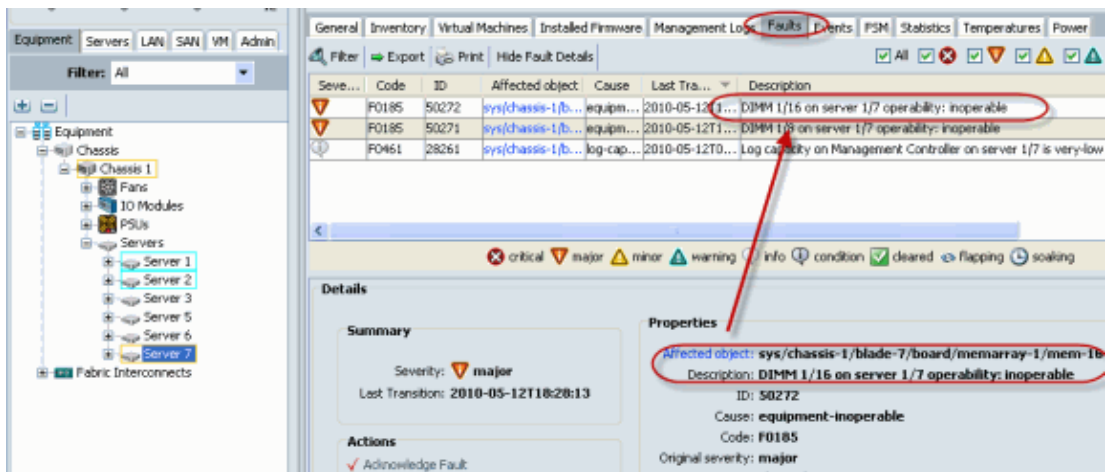 General Inventory Virtual Machines Installed Firmware Management Logs Faults Events FSM Statistics Temperatures Power
Equipment Servers LAN SAN VM Admin
Filter Export Print Hide Fault Details
All
Filter: All
Seve... Code ID Affected object Cause Last Tra... Description
F0185 50272 sys/chassis-1/b... equipm... 2010-05-12T1... DIMM 1/16 on server 1/7 operability: inoperable
F0185 50271 sys/chassis-1/b... equipm... 2010-05-12T1... DIMM 1/8 on server 1/7 operability: inoperable
F0461 28261 sys/chassis-1/b... log-cap... 2010-05-12T0... Log capacity on Management Controller on server 1/7 is very-low
Equipment
Chassis
Chassis 1
Fans
IO Modules
PSUs
Servers
Server 1
Server 2
Server 3
Server 5
Server 6
Server 7
Fabric Interconnects
critical major minor warning info condition cleared flapping soaking
Details
Summary
Severity: major
Last Transition: 2010-05-12T18:28:13
Actions
Acknowledge Fault
Properties
Affected object: sys/chassis-1/blade-7/board/memarray-1/mem-16
Description: DIMM 1/16 on server 1/7 operability: inoperable
ID: 50272
Cause: equipment-inoperable
Code: F0185
Original severity: major